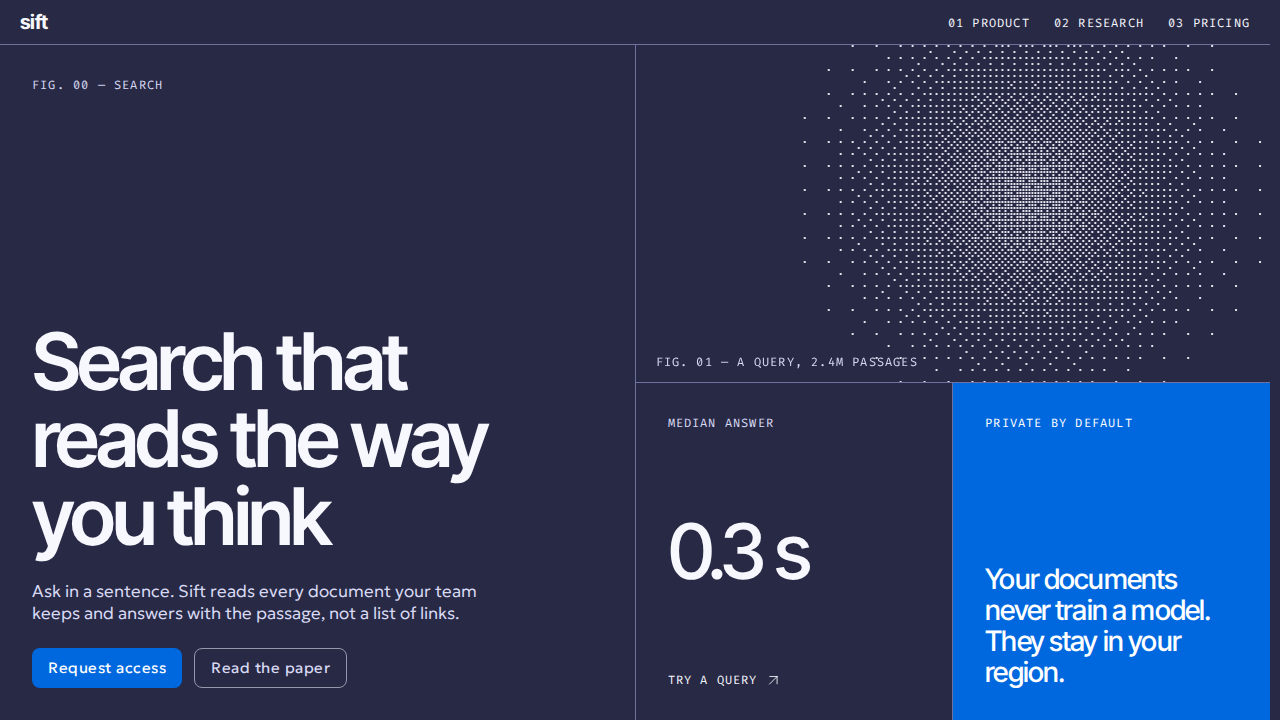 sift
01 PRODUCT
02 RESEARCH
03 PRICING
FIG. 00 — SEARCH
Search that
reads the way
you think
Ask in a sentence. Sift reads every document your team
keeps and answers with the passage, not a list of links.
Request access
Read the paper
FIG. 01 — A QUERY, 2.4M PASSAGES
MEDIAN ANSWER
0.3 s
TRY A QUERY
PRIVATE BY DEFAULT
Your documents
never train a model.
They stay in your
region.